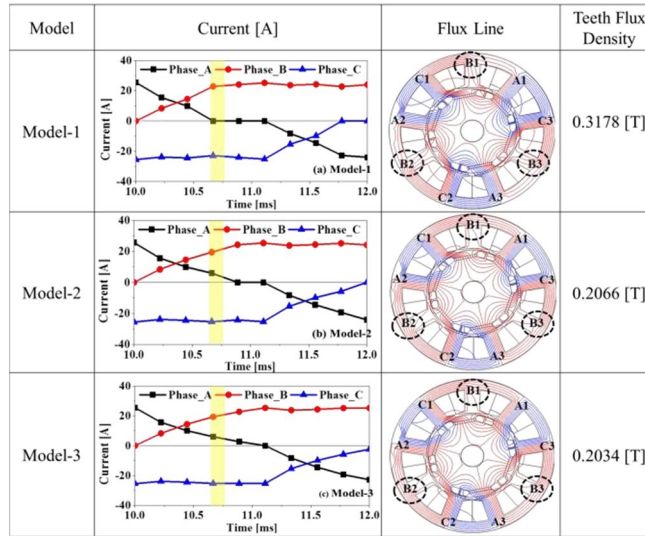 Model Current [A] Flux Line Teeth Flux
Density
Model-1
Current [A]
40
20
0
-20
-40
Phase_A Phase_B Phase_C
(a) Model-1
10.0 10.5 11.0 11.5 12.0
Time [ms]
B1
C1 A1
A2 C3
B2 B3
C2 A3
0.3178 [T]
Model-2
Current [A]
40
20
0
-20
-40
Phase_A Phase_B Phase_C
(b) Model-2
10.0 10.5 11.0 11.5 12.0
Time [ms]
B1
C1 A1
A2 C3
B2 B3
C2 A3
0.2066 [T]
Model-3
Current [A]
40
20
0
-20
-40
Phase_A Phase_B Phase_C
(c) Model-3
10.0 10.5 11.0 11.5 12.0
Time [ms]
B1
C1 A1
A2 C3
B2 B3
C2 A3
0.2034 [T]